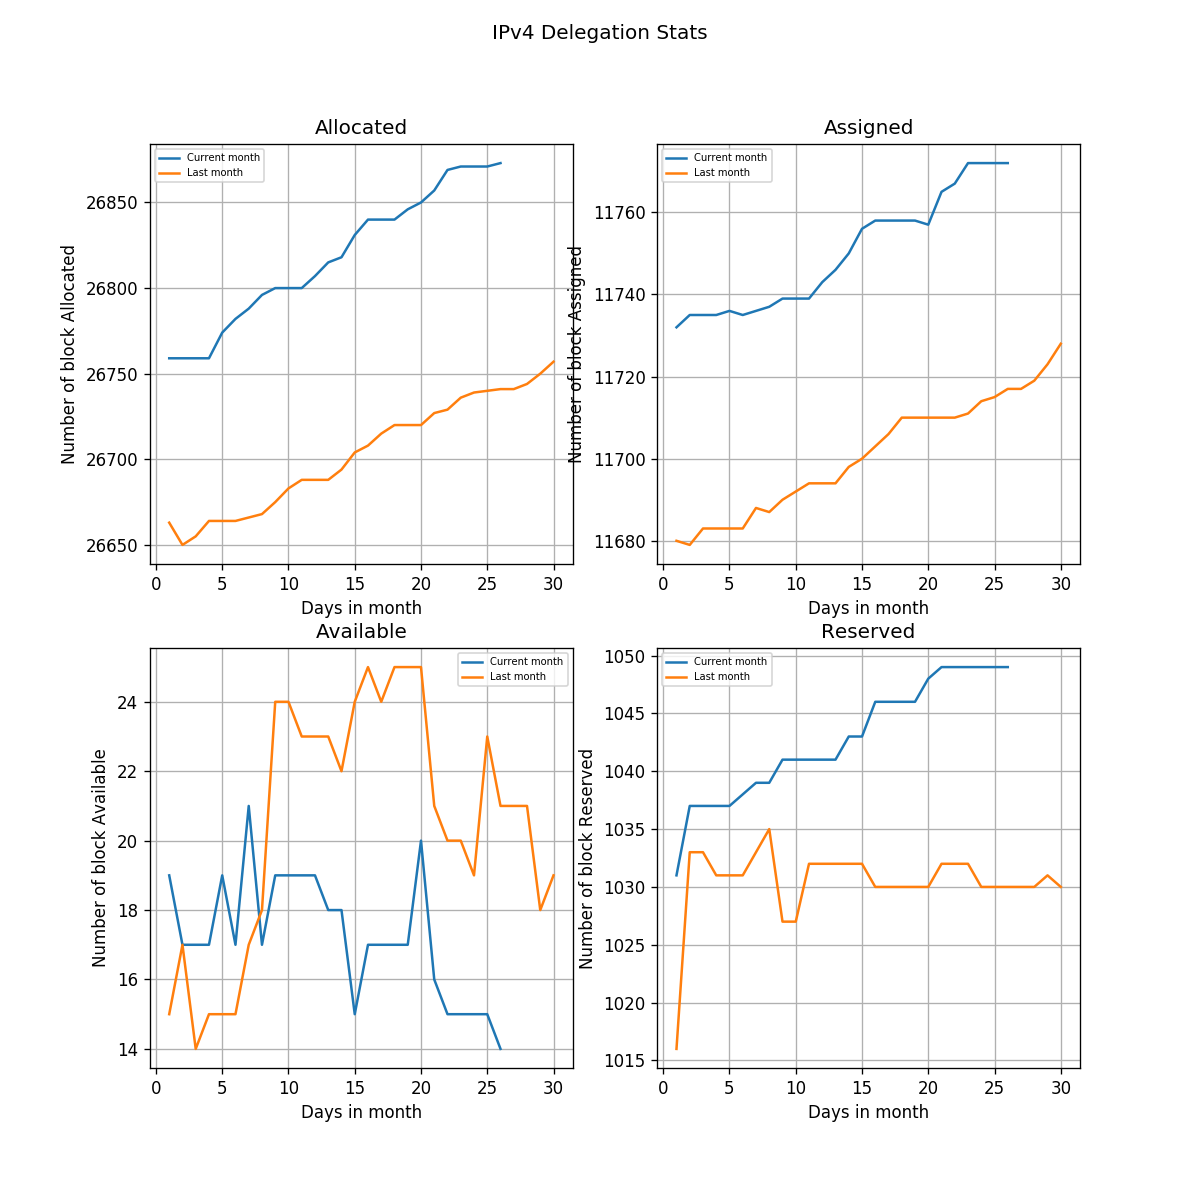 IPv4 Delegation Stats
Allocated
Current month
Last month
Number of block Allocated
26850
26800
26750
26700
26650
0 5 10 15 20 25 30
Days in month
Assigned
Current month
Last month
Number of block Assigned
11760
11740
11720
11700
11680
0 5 10 15 20 25 30
Days in month
Available
Current month
Last month
Number of block Available
24
22
20
18
16
14
0 5 10 15 20 25 30
Days in month
Reserved
Current month
Last month
Number of block Reserved
1050
1045
1040
1035
1030
1025
1020
1015
0 5 10 15 20 25 30
Days in month